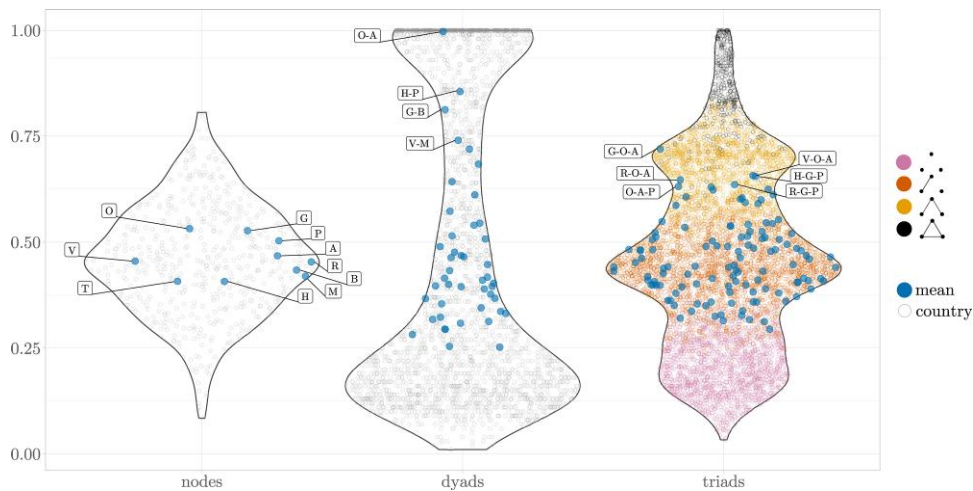 1.00
O-A
H-P
G-B
V-M
0.75
G-O-A
V-O-A
R-O-A
H-G-P
O-A-P
R-G-P
O
G
P
0.50
V
A
R
B
T
H
M
mean
country
0.25
0.00
nodes
dyads
triads